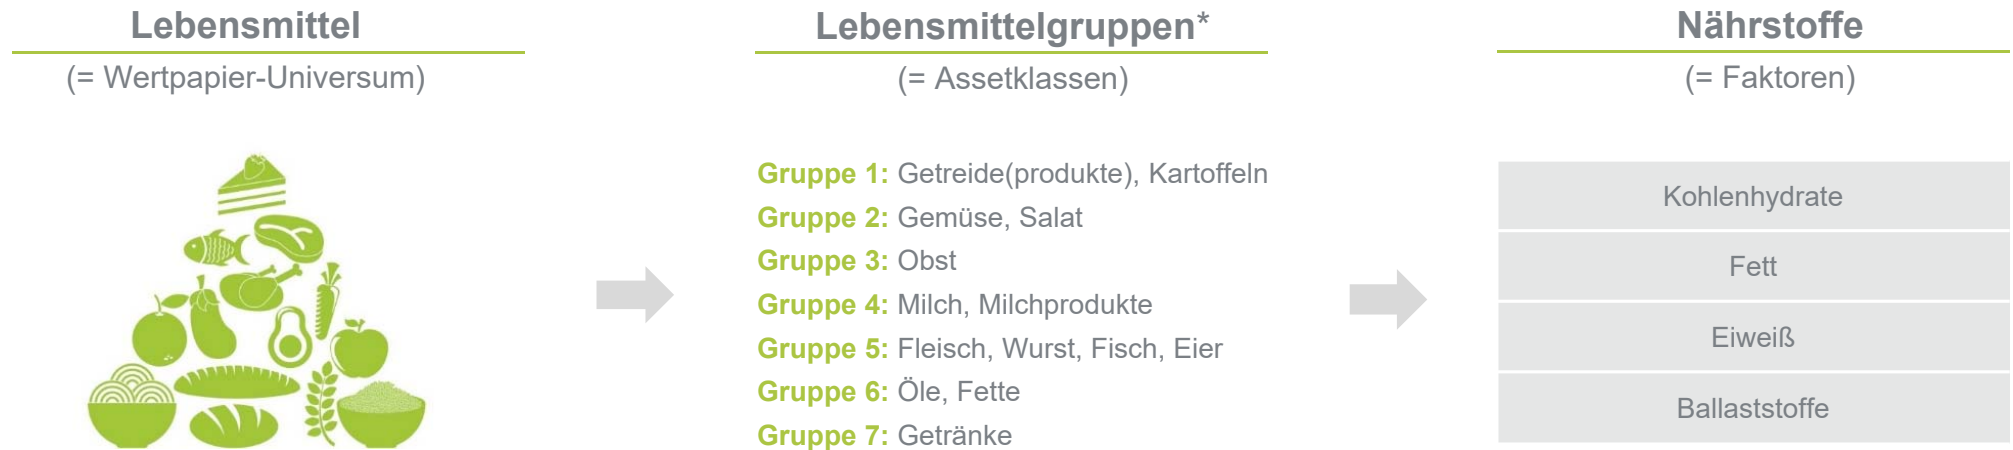 Lebensmittel
(= Wertpapier-Universum)
Lebensmittelgruppen*
(= Assetklassen)
Gruppe 1: Getreide(produkte), Kartoffeln
Gruppe 2: Gemüse, Salat
Gruppe 3: Obst
Gruppe 4: Milch, Milchprodukte
Gruppe 5: Fleisch, Wurst, Fisch, Eier
Gruppe 6: Öle, Fette
Gruppe 7: Getränke
Nährstoffe
(= Faktoren)
Kohlenhydrate
Fett
Eiweiß
Ballaststoffe